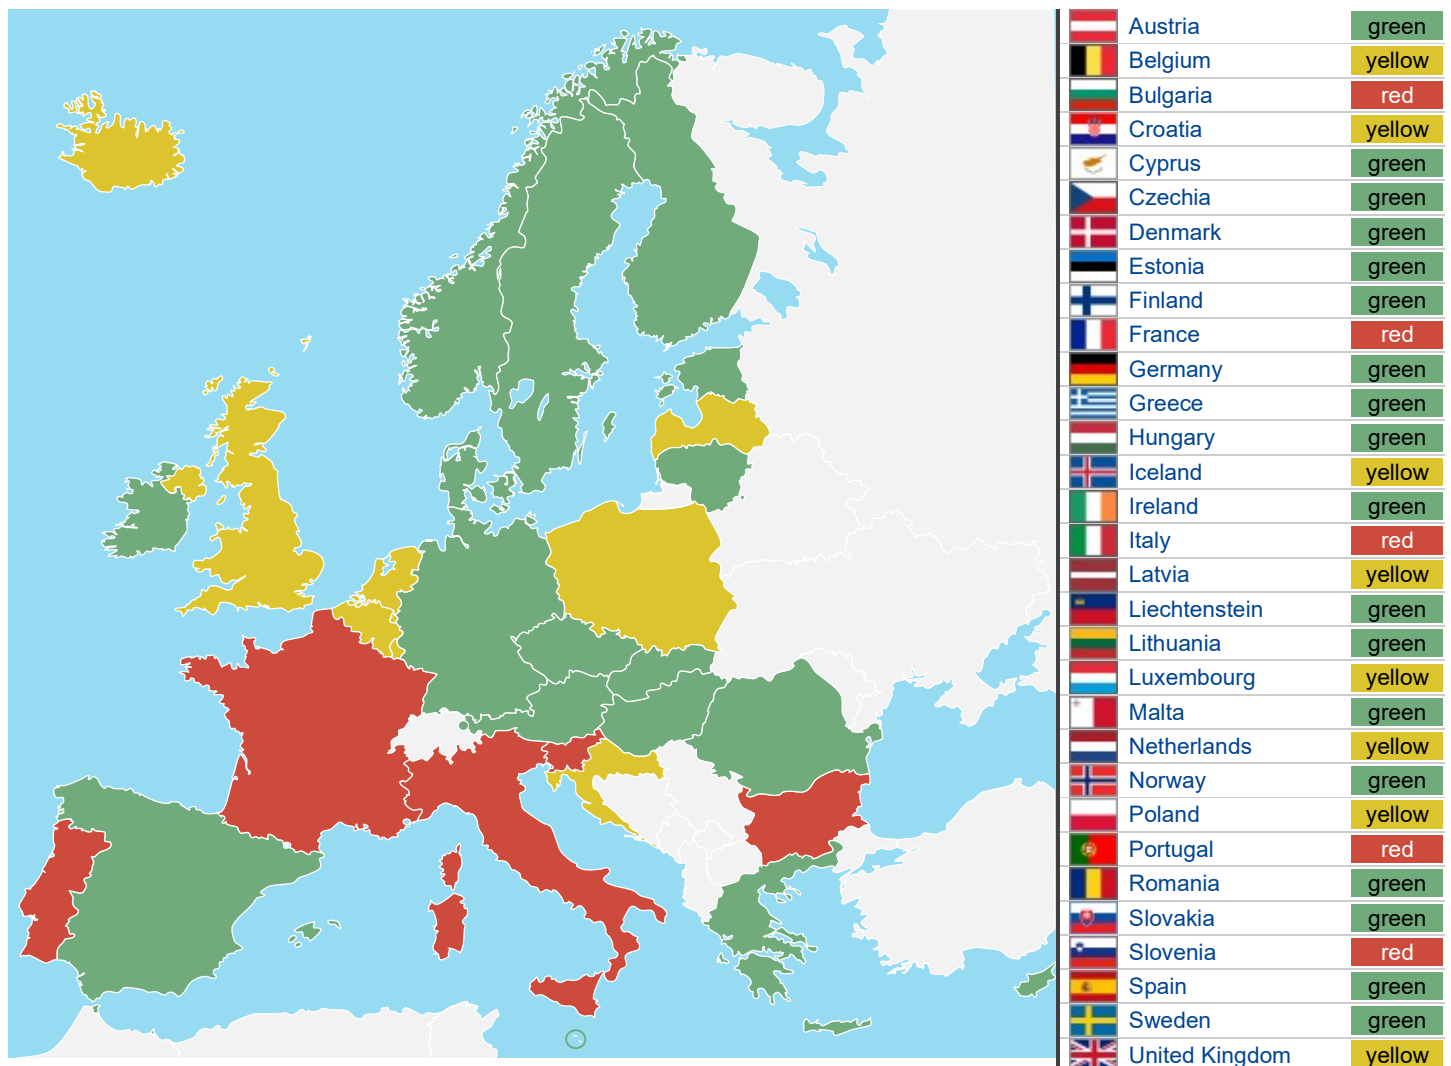 Austria green
Belgium yellow
Bulgaria red
Croatia yellow
Cyprus green
Czechia green
Denmark green
Estonia green
Finland green
France red
Germany green
Greece green
Hungary green
Iceland yellow
Ireland green
Italy red
Latvia yellow
Liechtenstein green
Lithuania green
Luxembourg yellow
Malta green
Netherlands yellow
Norway green
Poland yellow
Portugal red
Romania green
Slovakia green
Slovenia red
Spain green
Sweden green
United Kingdom yellow